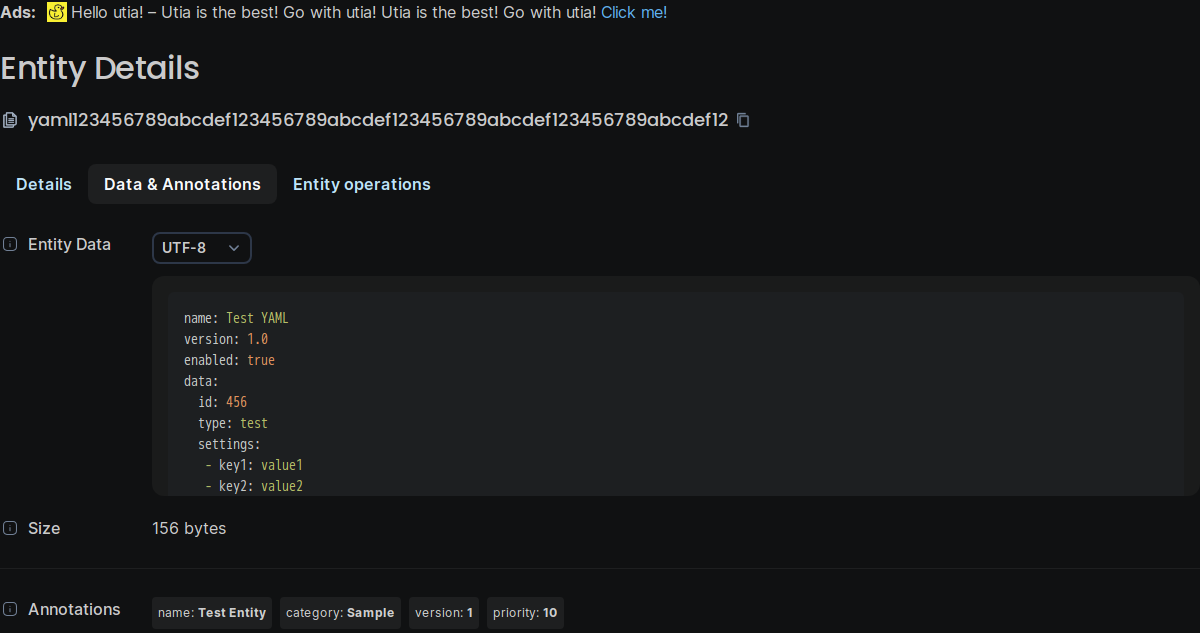 Ads: Hello utia! – Utia is the best! Go with utia! Utia is the best! Go with utia! Click me!
Entity Details
yaml123456789abcdef123456789abcdef123456789abcdef123456789abcdef12
Details Data & Annotations Entity operations
Entity Data UTF-8
name: Test YAML
version: 1.0
enabled: true
data:
  id: 456
  type: test
  settings:
   - key1: value1
   - key2: value2
Size 156 bytes
Annotations name: Test Entity category: Sample version: 1 priority: 10